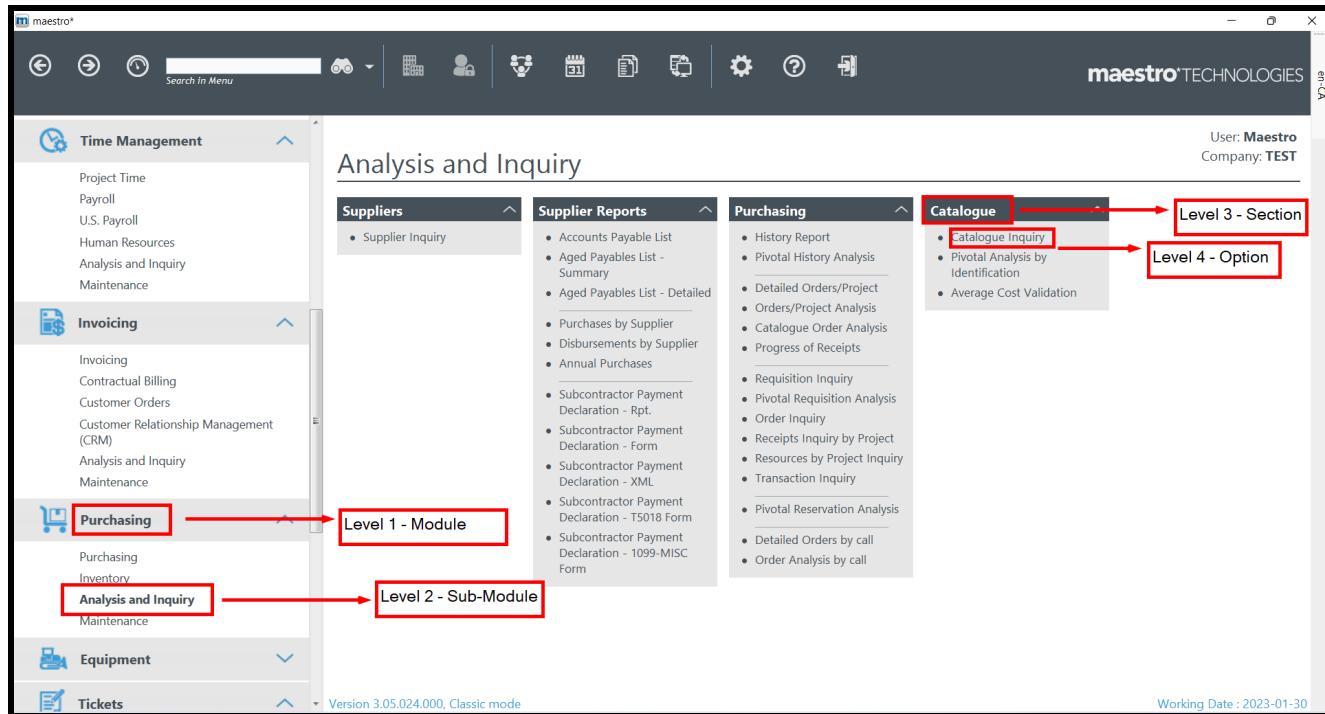 maestro*
Search in Menu
31
maestro*TECHNOLOGIES
en-CA
User: Maestro
Company: TEST
Time Management
Project Time
Payroll
U.S. Payroll
Human Resources
Analysis and Inquiry
Maintenance
Invoicing
Invoicing
Contractual Billing
Customer Orders
Customer Relationship Management
(CRM)
Analysis and Inquiry
Maintenance
Purchasing
Purchasing
Inventory
Analysis and Inquiry
Maintenance
Equipment
Tickets
Level 1 - Module
Level 2 - Sub-Module
Analysis and Inquiry
Suppliers
• Supplier Inquiry
Supplier Reports
• Accounts Payable List
• Aged Payables List -
Summary
• Aged Payables List - Detailed
• Purchases by Supplier
• Disbursements by Supplier
• Annual Purchases
• Subcontractor Payment
Declaration - Rpt.
• Subcontractor Payment
Declaration - Form
• Subcontractor Payment
Declaration - XML
• Subcontractor Payment
Declaration - T5018 Form
• Subcontractor Payment
Declaration - 1099-MISC
Form
Purchasing
• History Report
• Pivotal History Analysis
• Detailed Orders/Project
• Orders/Project Analysis
• Catalogue Order Analysis
• Progress of Receipts
• Requisition Inquiry
• Pivotal Requisition Analysis
• Order Inquiry
• Receipts Inquiry by Project
• Resources by Project Inquiry
• Transaction Inquiry
• Pivotal Reservation Analysis
• Detailed Orders by call
• Order Analysis by call
Catalogue
• Catalogue Inquiry
• Pivotal Analysis by
Identification
• Average Cost Validation
Level 3 - Section
Level 4 - Option
Version 3.05.024.000, Classic mode
Working Date : 2023-01-30